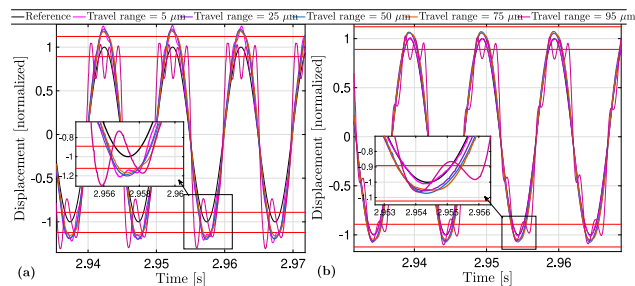 Reference Travel range = 5 μm Travel range = 25 μm Travel range = 50 μm Travel range = 75 μm Travel range = 95 μm
Displacement [normalized]
1
0.5
0
-0.5
-1
-0.8
-1
-1.2
2.956 2.958 2.96
2.94 2.95 2.96 2.97
(a) Time [s]
Displacement [normalized]
1
0.5
0
-0.5
-1
-0.8
-0.9
-1
-1.1
2.953 2.954 2.955 2.956
2.94 2.95 2.96
(b) Time [s]